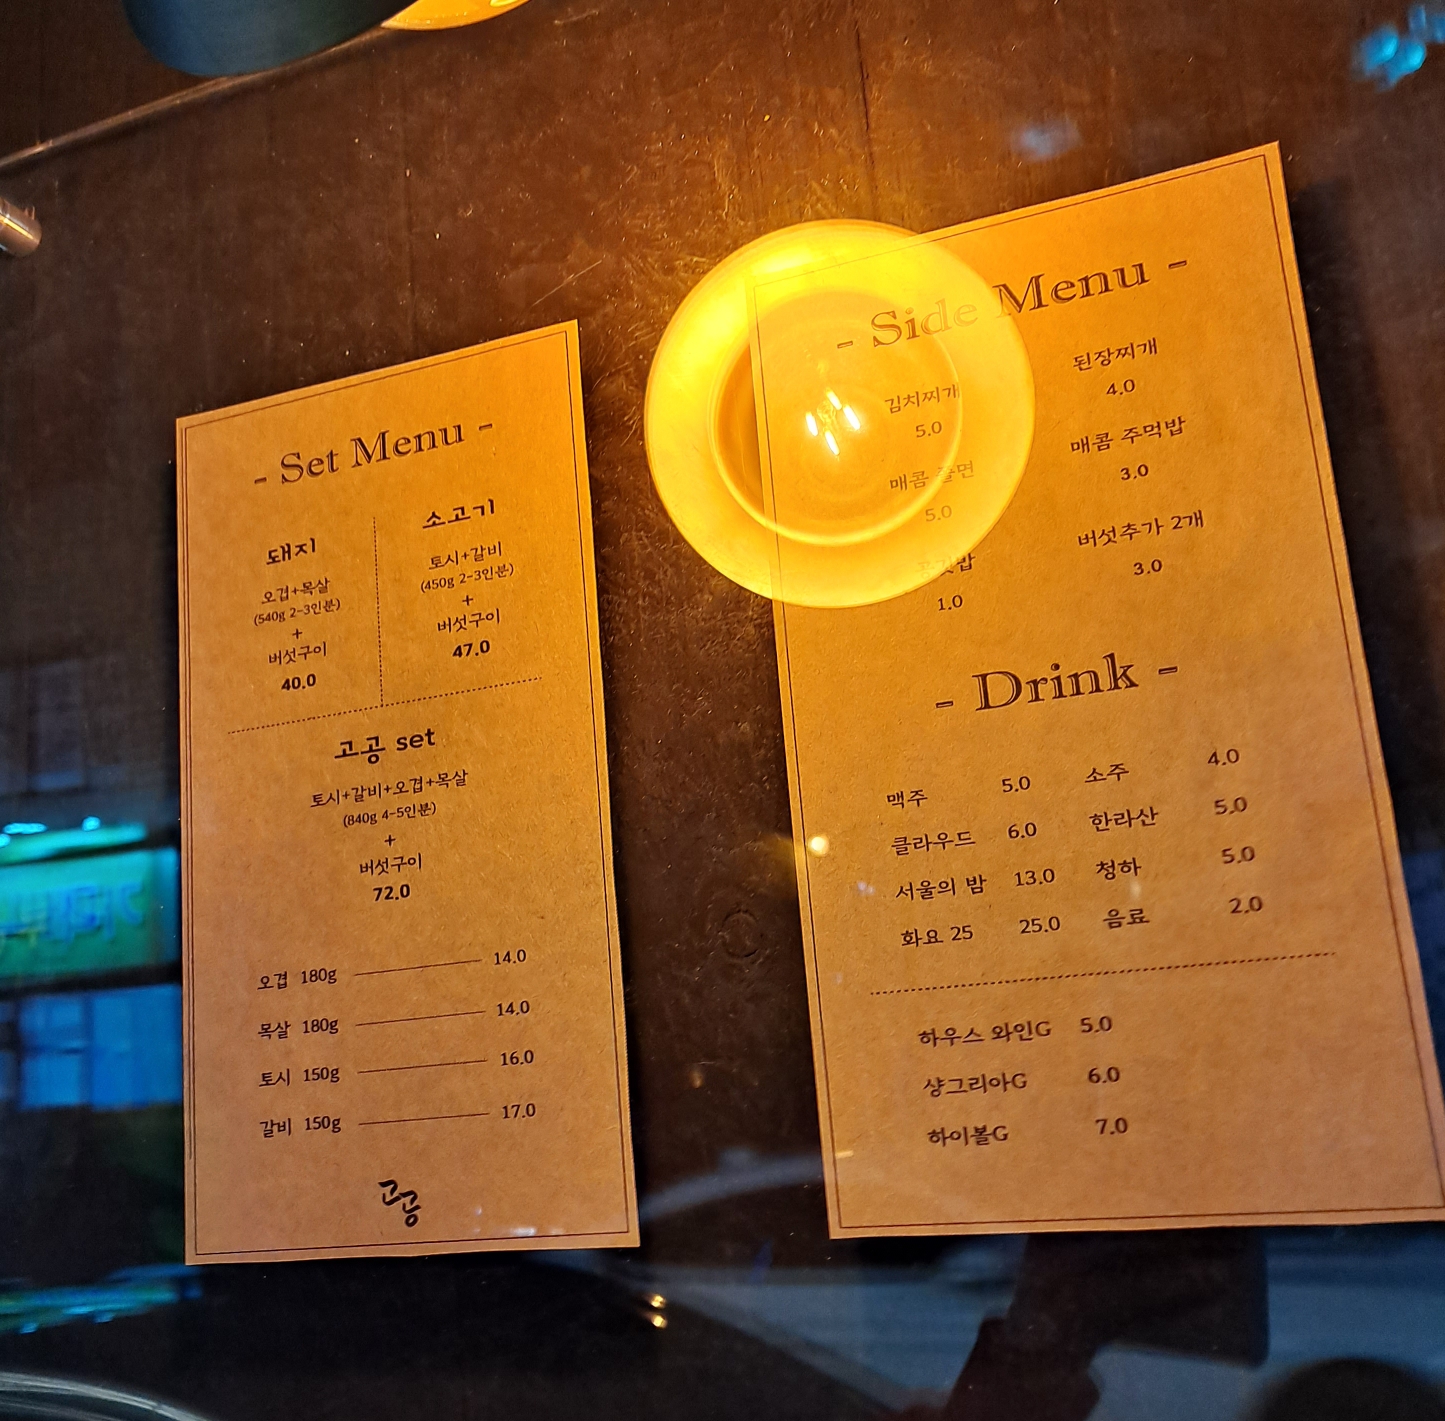 - Set Menu -
돼지
오겹+목살
(540g 2-3인분)
+
버섯구이
40.0
소고기
토시+갈비
(450g 2-3인분)
+
버섯구이
47.0
고공 set
토시+갈비+오겹+목살
(840g 4-5인분)
+
버섯구이
72.0
오겹 180g 14.0
목살 180g 14.0
토시 150g 16.0
갈비 150g 17.0
고공
- Side Menu -
김치찌개
5.0
된장찌개
4.0
매콤 쫄면
5.0
매콤 주먹밥
3.0
1.0
버섯추가 2개
3.0
- Drink -
맥주 5.0 소주 4.0
클라우드 6.0 한라산 5.0
서울의 밤 13.0 청하 5.0
화요 25 25.0 음료 2.0
하우스 와인G 5.0
샹그리아G 6.0
하이볼G 7.0